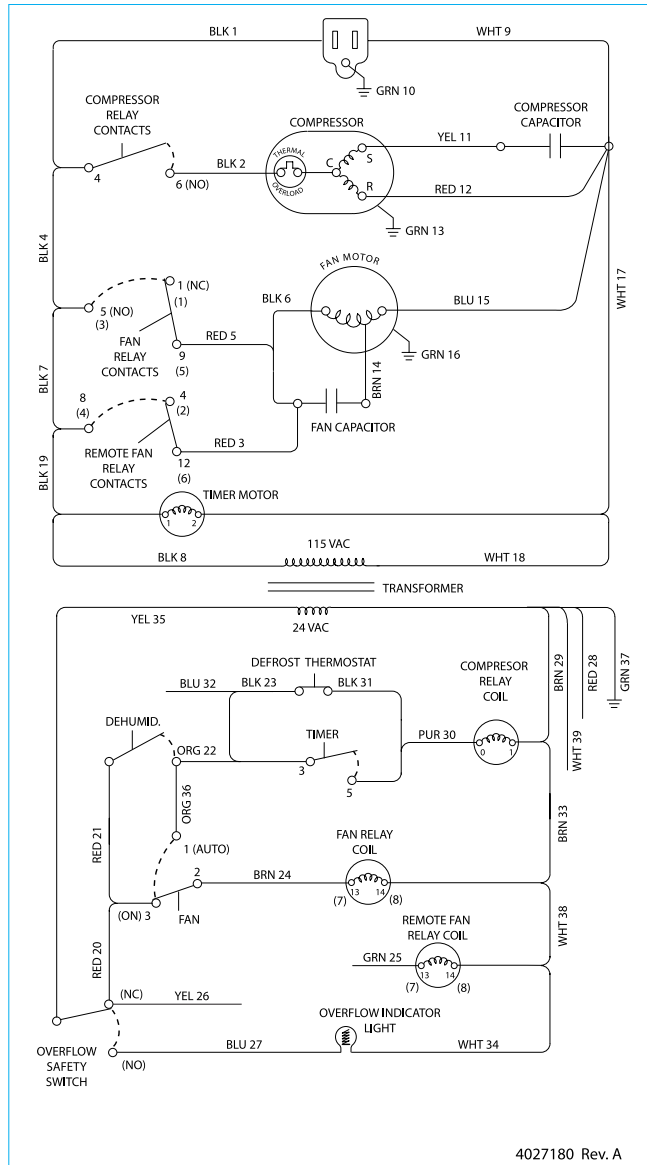 BLK 1
WHT 9
GRN 10
COMPRESSOR
RELAY
CONTACTS
4
6 (NO)
BLK 2
COMPRESSOR
THERMAL
OVERLOAD
C
S
R
YEL 11
COMPRESSOR
CAPACITOR
RED 12
GRN 13
BLK 4
WHT 17
1 (NC)
(1)
5 (NO)
(3)
FAN
RELAY
CONTACTS
9
(5)
RED 5
FAN MOTOR
BLK 6
BLU 15
GRN 16
BRN 14
FAN CAPACITOR
BLK 7
8
(4)
4
(2)
REMOTE FAN
RELAY
CONTACTS
12
(6)
RED 3
BLK 19
TIMER MOTOR
1
2
BLK 8
115 VAC
WHT 18
TRANSFORMER
YEL 35
24 VAC
BRN 29
RED 28
GRN 37
WHT 39
DEFROST THERMOSTAT
BLU 32
BLK 23
BLK 31
COMPRESOR
RELAY
COIL
DEHUMID.
ORG 22
TIMER
3
5
PUR 30
0
1
ORG 36
RED 21
BRN 33
1 (AUTO)
2
BRN 24
FAN RELAY
COIL
13
14
(7)
(8)
(ON) 3
FAN
RED 20
WHT 38
REMOTE FAN
RELAY COIL
GRN 25
13
14
(7)
(8)
(NC)
YEL 26
OVERFLOW INDICATOR
LIGHT
OVERFLOW
SAFETY
SWITCH
(NO)
BLU 27
WHT 34
4027180 Rev. A